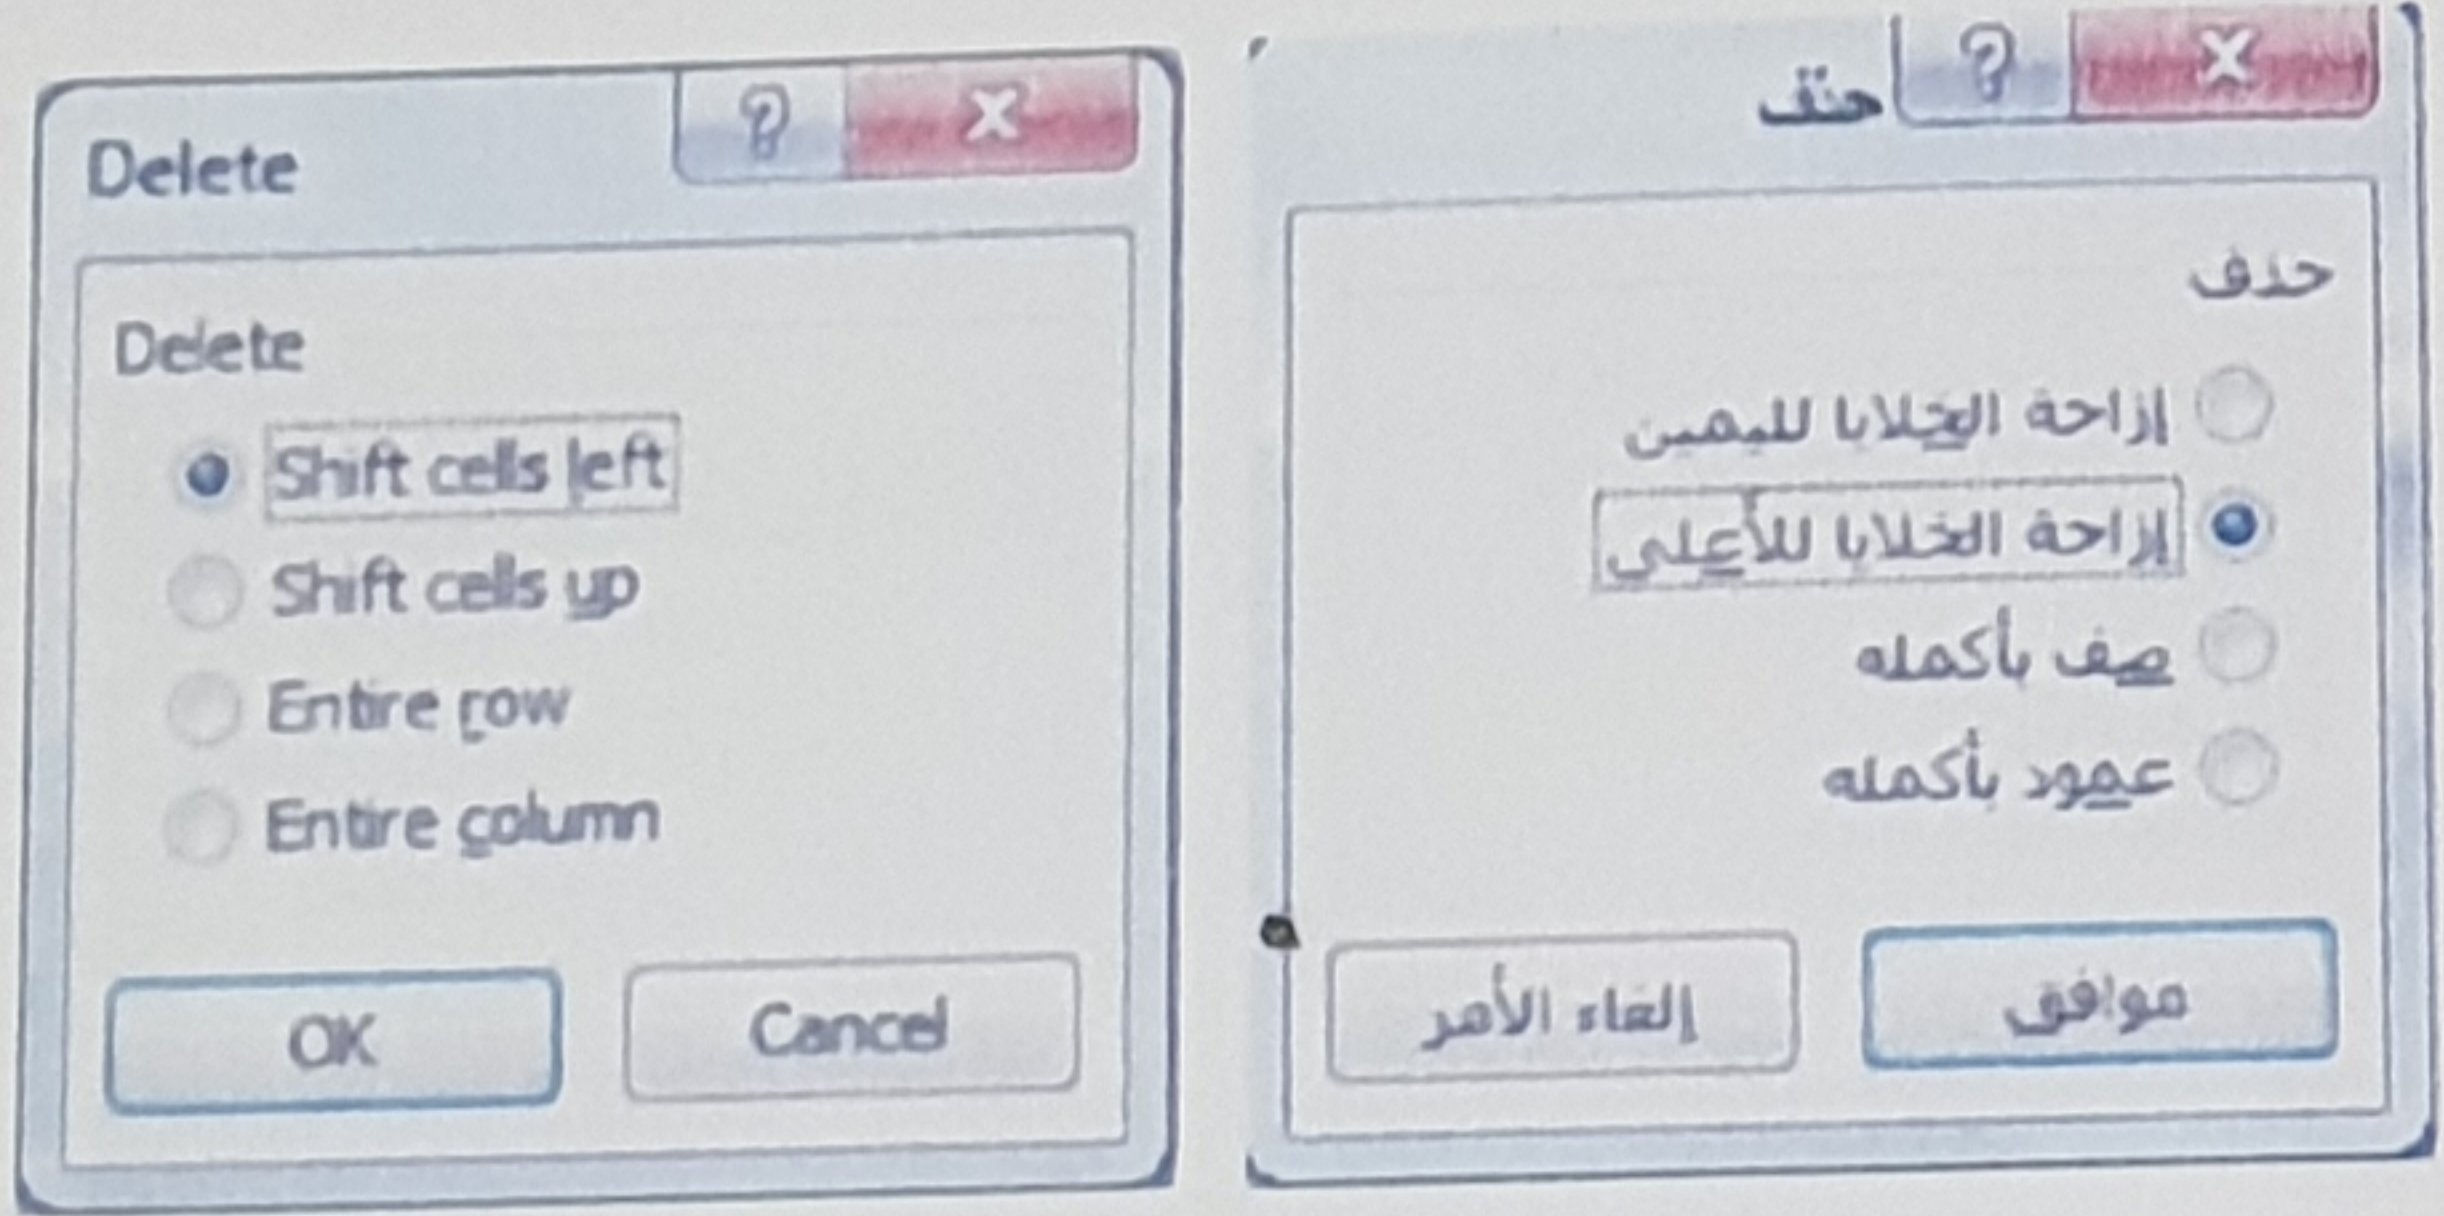 Delete
Delete
Shift cells left
Shift cells up
Entire row
Entire column
OK
Cancel
حذف
حذف
إزاحة الخلايا لليمين
إزاحة الخلايا للأعلى
صف بأكمله
عمود بأكمله
موافق
إلغاء الأمر